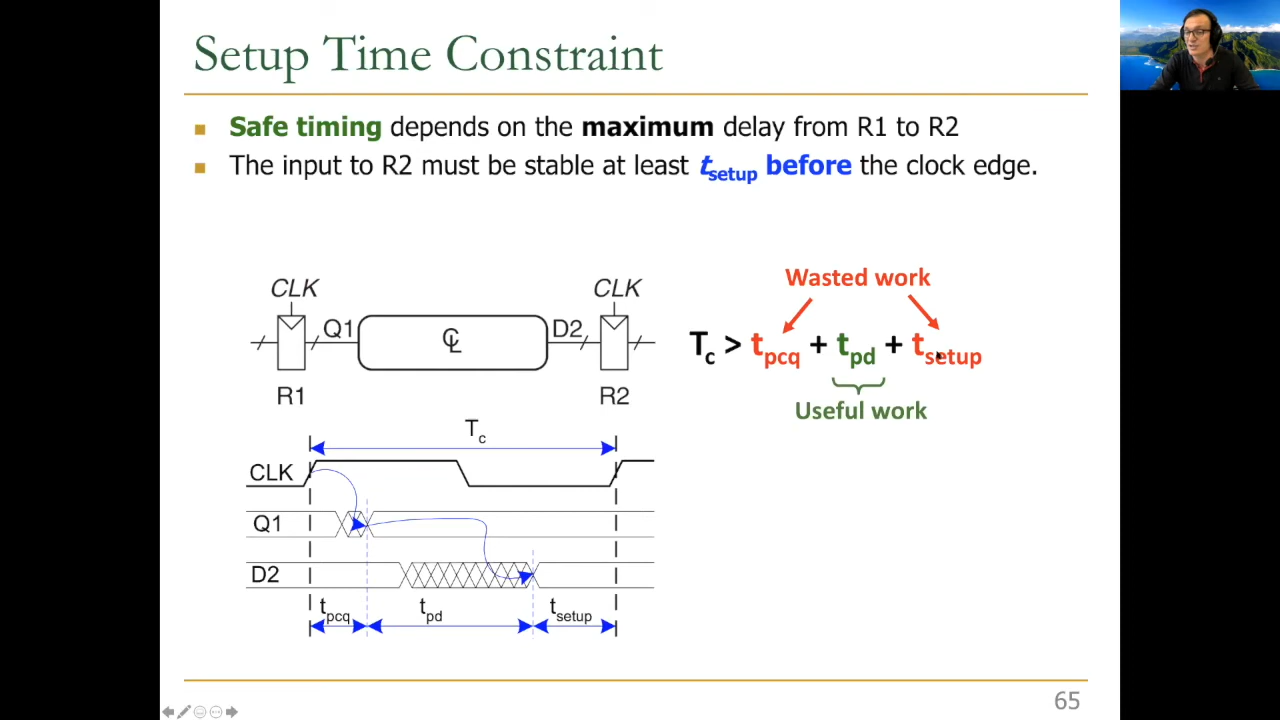 Setup Time Constraint
Safe timing depends on the maximum delay from R1 to R2
The input to R2 must be stable at least tsetup before the clock edge.
Wasted work
Tc > tpcq + tpd + tsetup
Useful work
CLK CLK
Q1 CL D2
R1 R2
Tc
CLK
Q1
D2
tpcq tpd tsetup
65